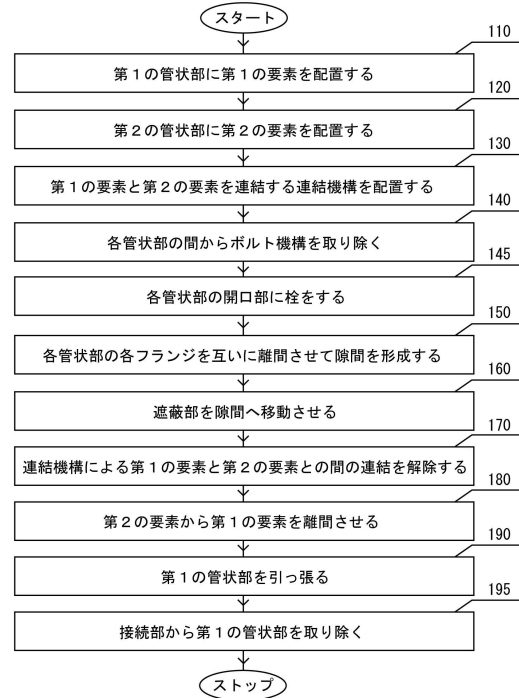 スタート
110
第1の管状部に第1の要素を配置する
120
第2の管状部に第2の要素を配置する
130
第1の要素と第2の要素を連結する連結機構を配置する
140
各管状部の間からボルト機構を取り除く
145
各管状部の開口部に栓をする
150
各管状部の各フランジを互いに離間させて隙間を形成する
160
遮蔽部を隙間へ移動させる
170
連結機構による第1の要素と第2の要素との間の連結を解除する
180
第2の要素から第1の要素を離間させる
190
第1の管状部を引っ張る
195
接続部から第1の管状部を取り除く
ストップ